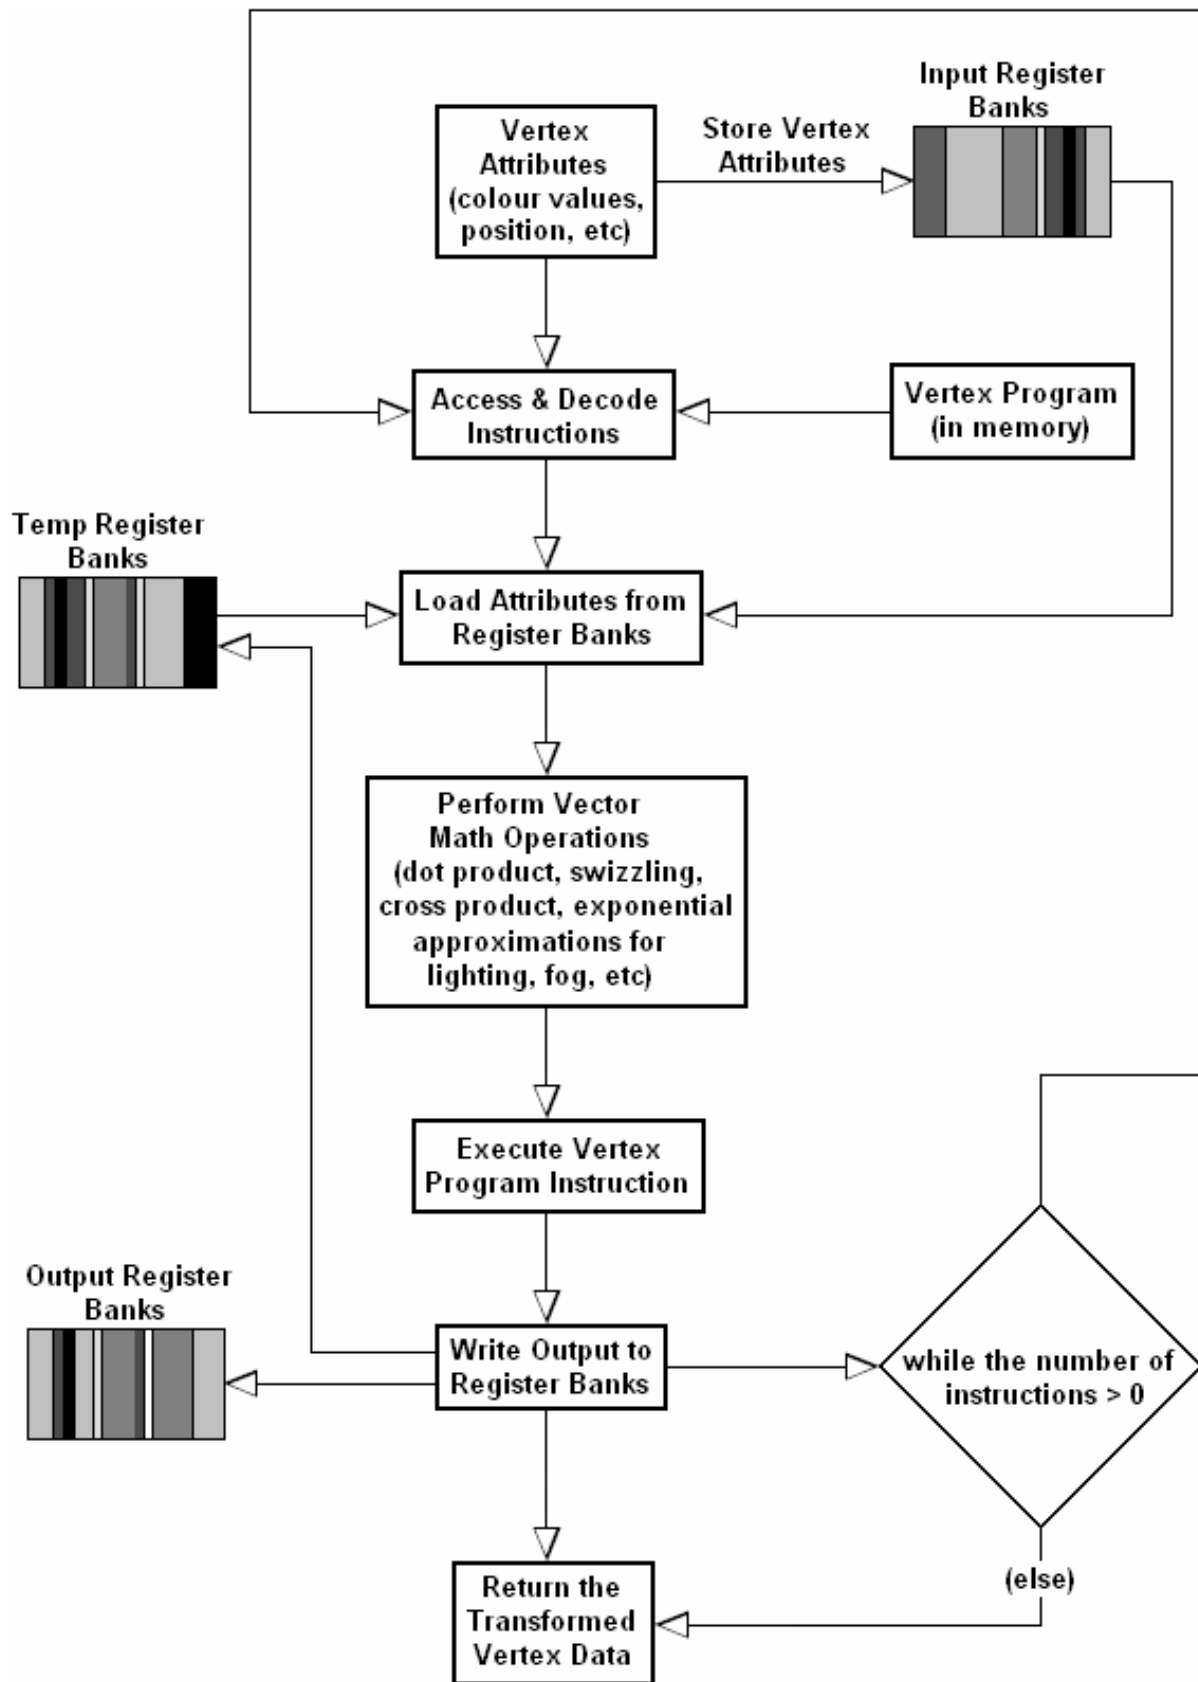 Input Register
Banks
Vertex
Attributes
(colour values,
position, etc)
Store Vertex
Attributes
Access & Decode
Instructions
Vertex Program
(in memory)
Temp Register
Banks
Load Attributes from
Register Banks
Perform Vector
Math Operations
(dot product, swizzling,
cross product, exponential
approximations for
lighting, fog, etc)
Execute Vertex
Program Instruction
Output Register
Banks
Write Output to
Register Banks
while the number of
instructions > 0
(else)
Return the
Transformed
Vertex Data